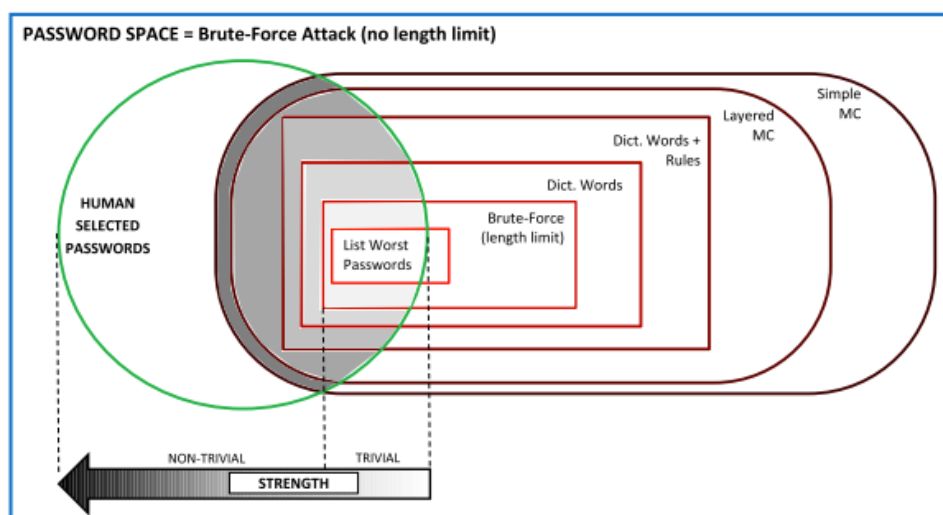 PASSWORD SPACE = Brute-Force Attack (no length limit)
Simple
MC
Layered
MC
Dict. Words +
Rules
Dict. Words
HUMAN
SELECTED
PASSWORDS
Brute-Force
(length limit)
List Worst
Passwords
NON-TRIVIAL
TRIVIAL
STRENGTH